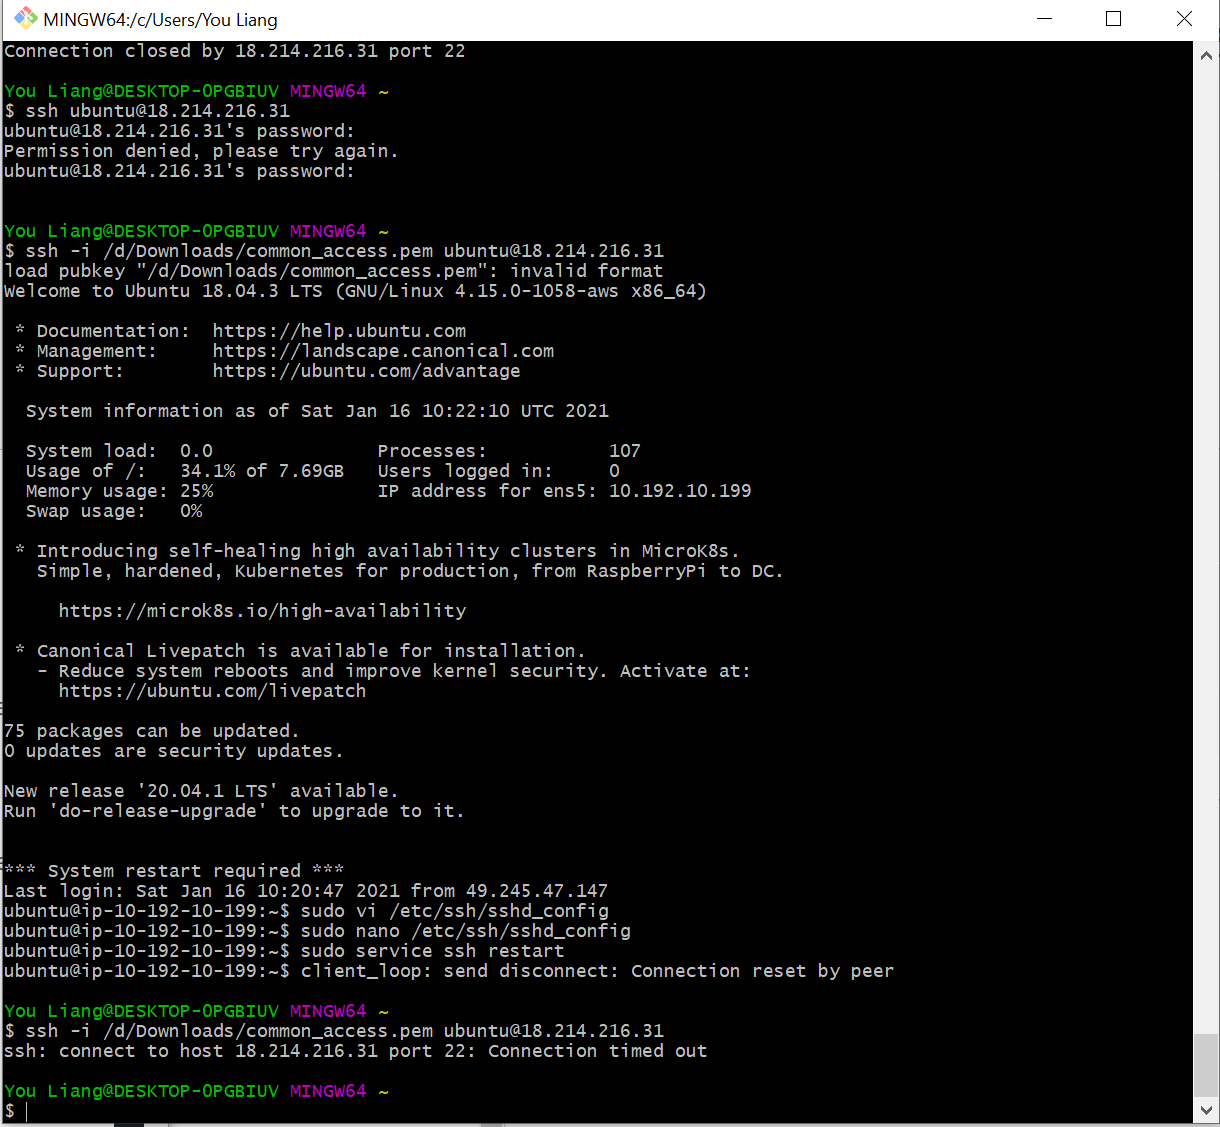 MINGW64:/c/Users/You Liang
Connection closed by 18.214.216.31 port 22
You Liang@DESKTOP-OPGBIUV MINGW64 ~
$ ssh ubuntu@18.214.216.31
ubuntu@18.214.216.31's password:
Permission denied, please try again.
ubuntu@18.214.216.31's password:
You Liang@DESKTOP-OPGBIUV MINGW64 ~
$ ssh -i /d/Downloads/common_access.pem ubuntu@18.214.216.31
load pubkey "/d/Downloads/common_access.pem": invalid format
Welcome to Ubuntu 18.04.3 LTS (GNU/Linux 4.15.0-1058-aws x86_64)
* Documentation:  https://help.ubuntu.com
* Management:     https://landscape.canonical.com
* Support:        https://ubuntu.com/advantage
System information as of Sat Jan 16 10:22:10 UTC 2021
System load:  0.0               Processes:           107
Usage of /:   34.1% of 7.69GB   Users logged in:     0
Memory usage: 25%               IP address for ens5: 10.192.10.199
Swap usage:   0%
* Introducing self-healing high availability clusters in MicroK8s.
Simple, hardened, Kubernetes for production, from RaspberryPi to DC.
https://microk8s.io/high-availability
* Canonical Livepatch is available for installation.
- Reduce system reboots and improve kernel security. Activate at:
https://ubuntu.com/livepatch
75 packages can be updated.
0 updates are security updates.
New release '20.04.1 LTS' available.
Run 'do-release-upgrade' to upgrade to it.
*** System restart required ***
Last login: Sat Jan 16 10:20:47 2021 from 49.245.47.147
ubuntu@ip-10-192-10-199:~$ sudo vi /etc/ssh/sshd_config
ubuntu@ip-10-192-10-199:~$ sudo nano /etc/ssh/sshd_config
ubuntu@ip-10-192-10-199:~$ sudo service ssh restart
ubuntu@ip-10-192-10-199:~$ client_loop: send disconnect: Connection reset by peer
You Liang@DESKTOP-OPGBIUV MINGW64 ~
$ ssh -i /d/Downloads/common_access.pem ubuntu@18.214.216.31
ssh: connect to host 18.214.216.31 port 22: Connection timed out
You Liang@DESKTOP-OPGBIUV MINGW64 ~
$